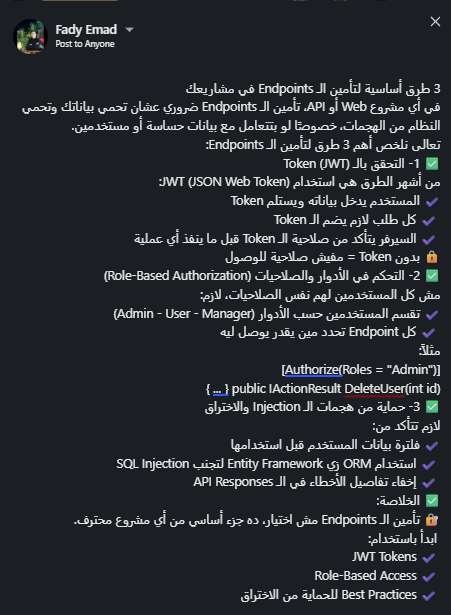 Fady Emad
Post to Anyone
3 طرق أساسية لتأمين الـ Endpoints في مشاريعك
في أي مشروع Web أو API، تأمين الـ Endpoints ضروري عشان تحمي بياناتك وتحمي
النظام من الهجمات، خصوصًا لو بتتعامل مع بيانات حساسة أو مستخدمين.
تعالى نلخص أهم 3 طرق لتأمين الـ Endpoints:
✅ 1- التحقق بالـ Token (JWT)
من أشهر الطرق هي استخدام JWT (JSON Web Token):
✔ المستخدم يدخل بياناته ويستلم Token
✔ كل طلب لازم يضم الـ Token
✔ السيرفر يتأكد من صلاحية الـ Token قبل ما ينفذ أي عملية
🔒 بدون Token = مفيش صلاحية للوصول
✅ 2- التحكم في الأدوار والصلاحيات (Role-Based Authorization)
مش كل المستخدمين لهم نفس الصلاحيات، لازم:
✔ تقسم المستخدمين حسب الأدوار (Admin - User - Manager)
✔ كل Endpoint تحدد مين يقدر يوصل ليه
مثلاً:
[Authorize(Roles = "Admin")]
public IActionResult DeleteUser(int id) { ... }
✅ 3- حماية من هجمات الـ Injection والاختراق
لازم تتأكد من:
✔ فلترة بيانات المستخدم قبل استخدامها
✔ استخدام ORM زي Entity Framework لتجنب SQL Injection
✔ إخفاء تفاصيل الأخطاء في الـ API Responses
✅ الخلاصة:
🔐 تأمين الـ Endpoints مش اختيار، ده جزء أساسي من أي مشروع محترف.
ابدأ باستخدام:
✔ JWT Tokens
✔ Role-Based Access
✔ Best Practices للحماية من الاختراق